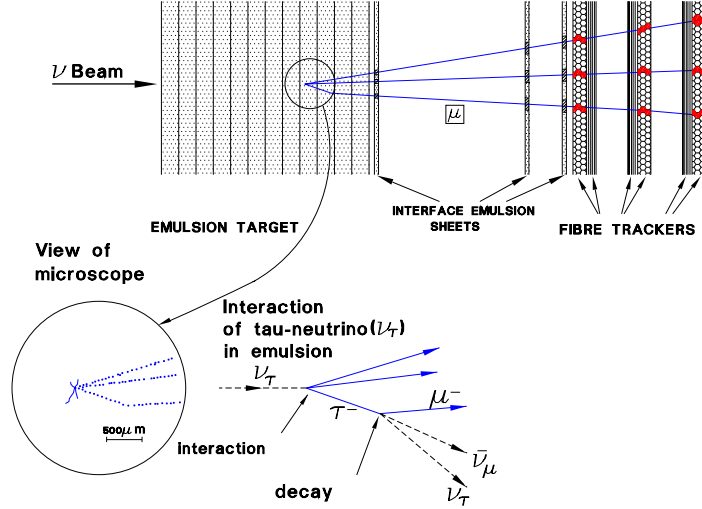 ν Beam
μ
INTERFACE EMULSION
SHEETS
FIBRE TRACKERS
EMULSION TARGET
View of
microscope
500μ m
Interaction
of tau-neutrino(ντ)
in emulsion
ντ
τ−
μ−
interaction
decay
ν̄μ
ντ